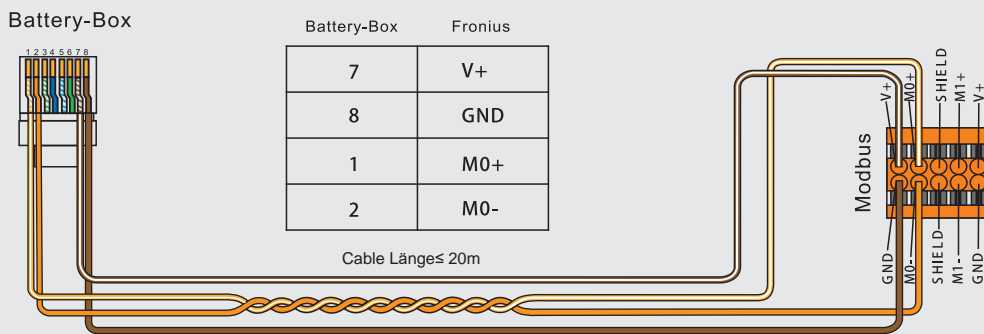 Battery-Box
1 2 3 4 5 6 7 8
Battery-Box Fronius
7 V+
8 GND
1 M0+
2 M0-
Cable Länge≤ 20m
Modbus
V+ M0+ SHIELD M1+ V+
GND M0- SHIELD M1- GND